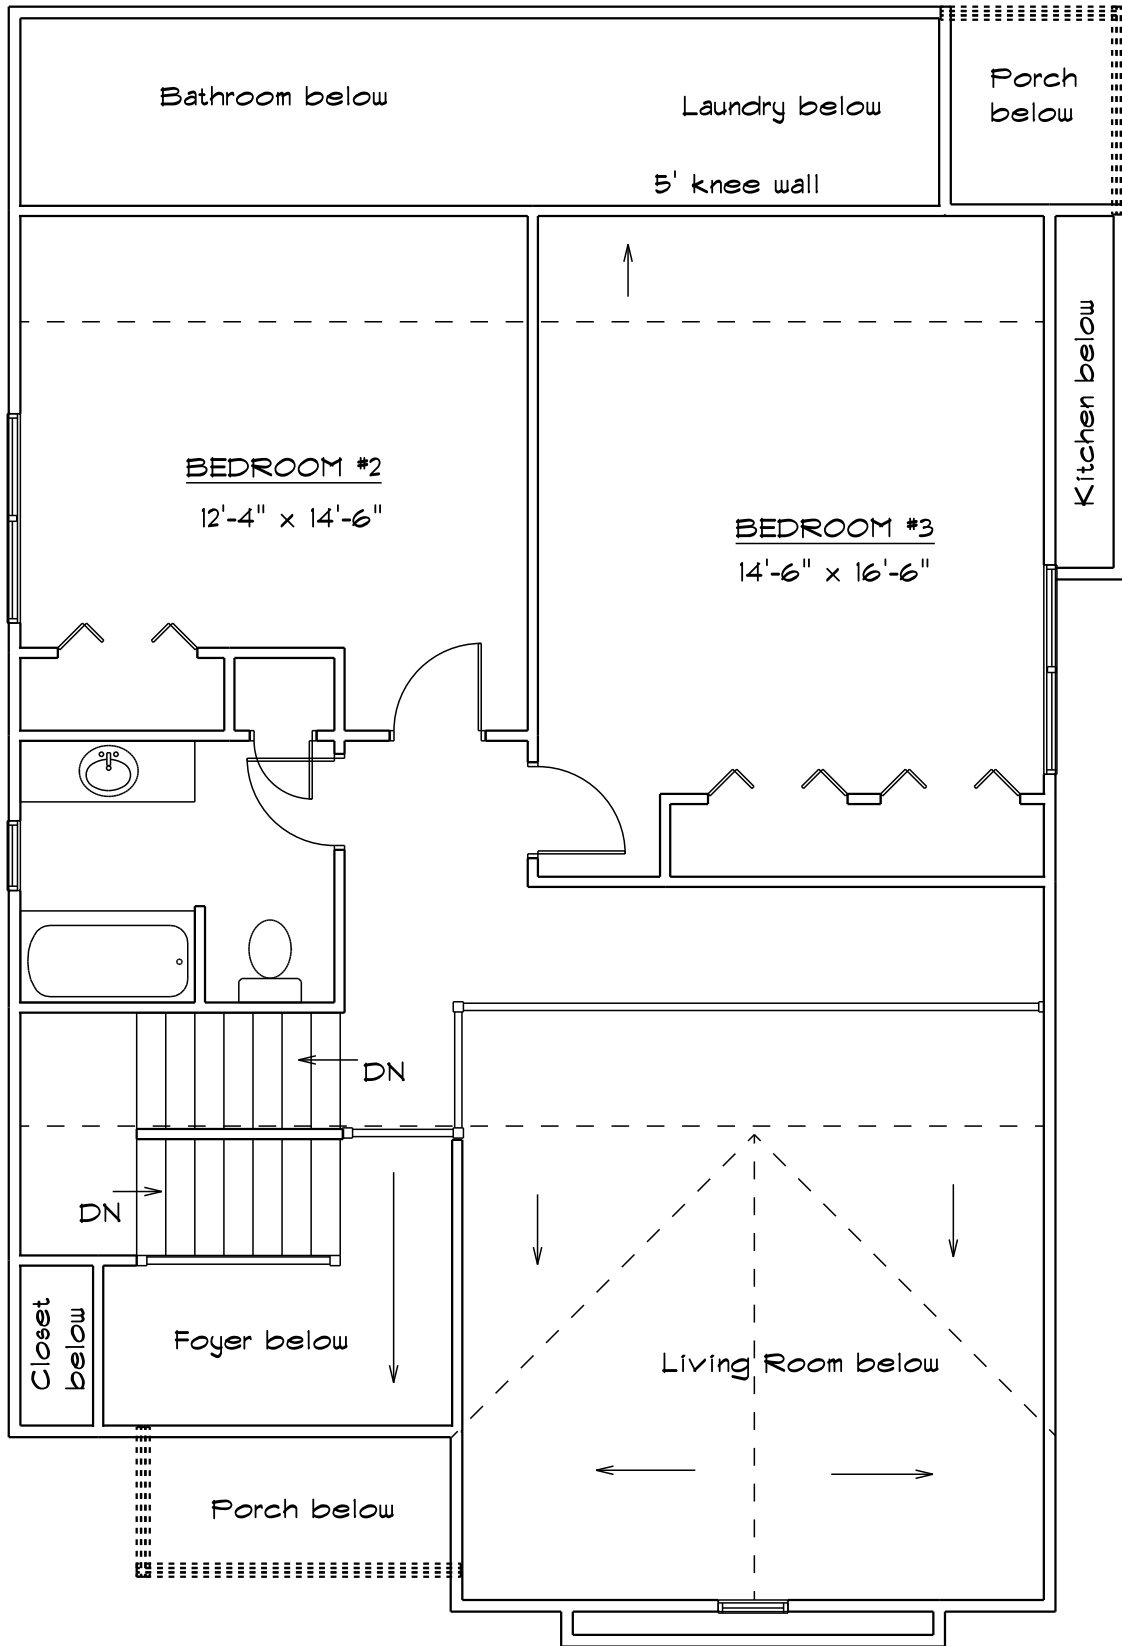 Bathroom below
Laundry below
Porch
below
5' knee wall
Kitchen below
BEDROOM #2
12'-4" x 14'-6"
BEDROOM #3
14'-6" x 16'-6"
DN
DN
Closet
below
Foyer below
Living Room below
Porch below